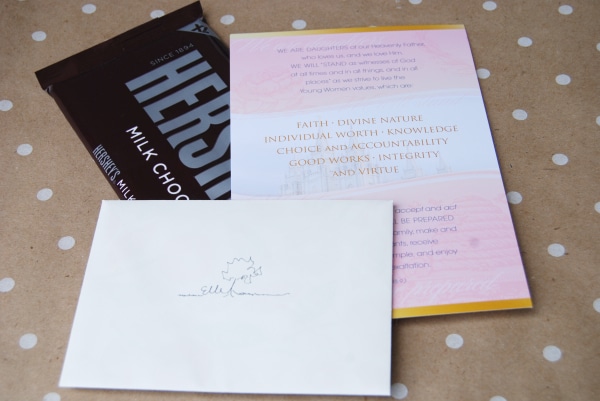 SINCE 1894
HERSHEY'S
MILK CHOC
HERSHEY'S MILK
WE ARE DAUGHTERS of our Heavenly Father,
who loves us, and we love Him.
WE WILL "STAND as witnesses of God
at all times and in all things, and in all
places" as we strive to live the
Young Women values, which are:
FAITH · DIVINE NATURE
INDIVIDUAL WORTH · KNOWLEDGE
CHOICE AND ACCOUNTABILITY
GOOD WORKS · INTEGRITY
AND VIRTUE
accept and act
BE PREPARED
family, make and
receive
and enjoy
exaltation.
Elle